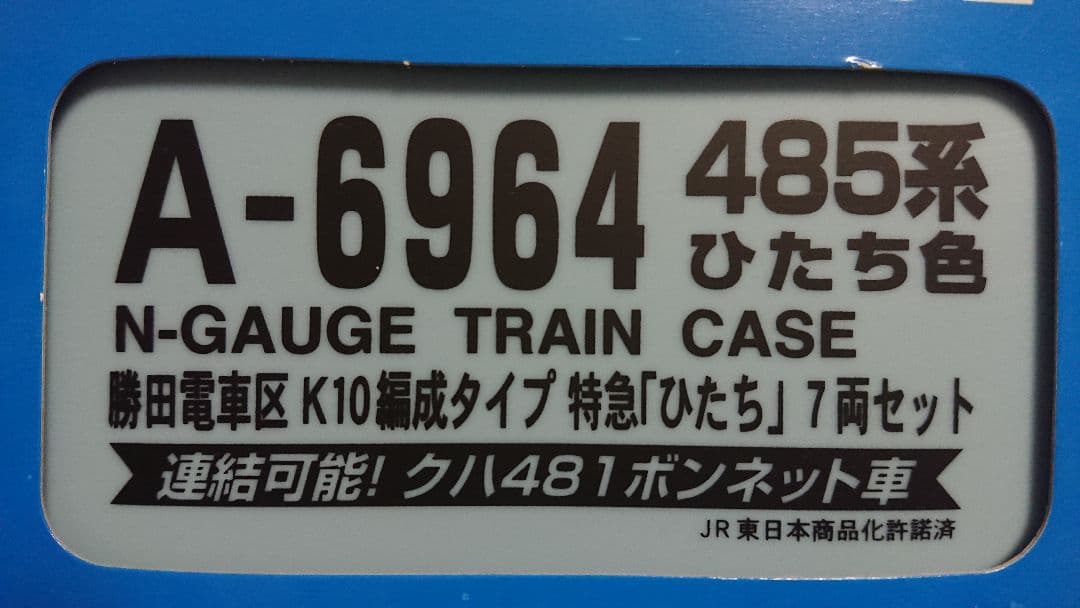 A-6964 485系
ひたち色
N-GAUGE TRAIN CASE
勝田電車区 K10編成タイプ 特急「ひたち」 7両セット
連結可能! クハ481ボンネット車
JR東日本商品化許諾済